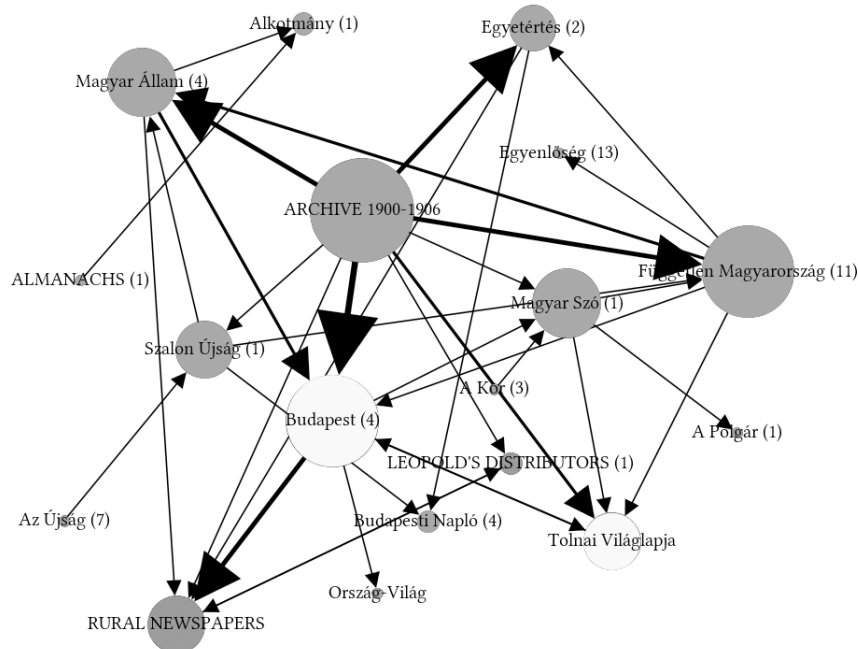 Alkotmány (1)
Egyetértés (2)
Magyar Állam (4)
Egyenlőség (13)
ARCHIVE 1900-1906
Független Magyarország (11)
ALMANACHS (1)
Magyar Szó (1)
Szalon Újság (1)
A Kor (3)
Budapest (4)
A Polgár (1)
LEOPOLD'S DISTRIBUTORS (1)
Az Újság (7)
Budapesti Napló (4)
Tolnai Világlapja
Ország-Világ
RURAL NEWSPAPERS